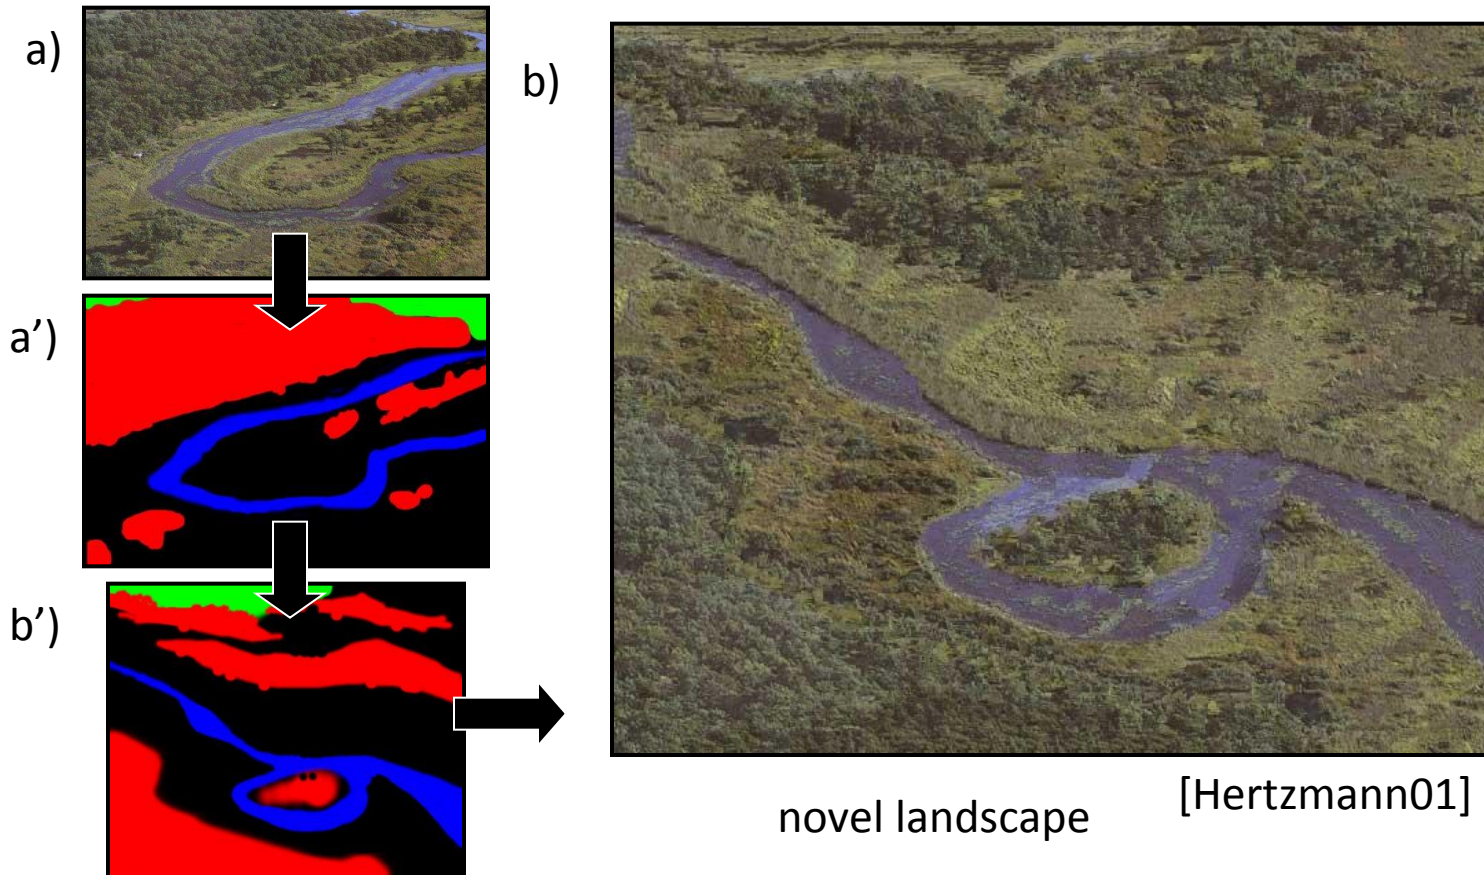 a)
b)
a’)
b’)
novel landscape
[Hertzmann01]